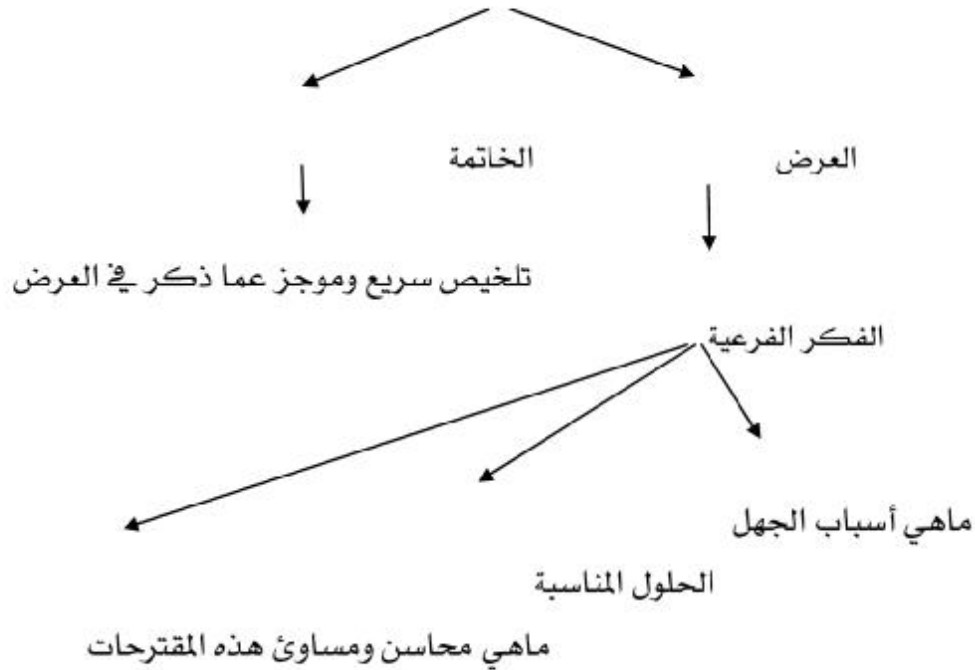 العرض
الخاتمة
تلخيص سريع وموجز عما ذكر في العرض
الفكر الفرعية
ماهي أسباب الجهل
الحلول المناسبة
ماهي محاسن ومساوئ هذه المقترحات